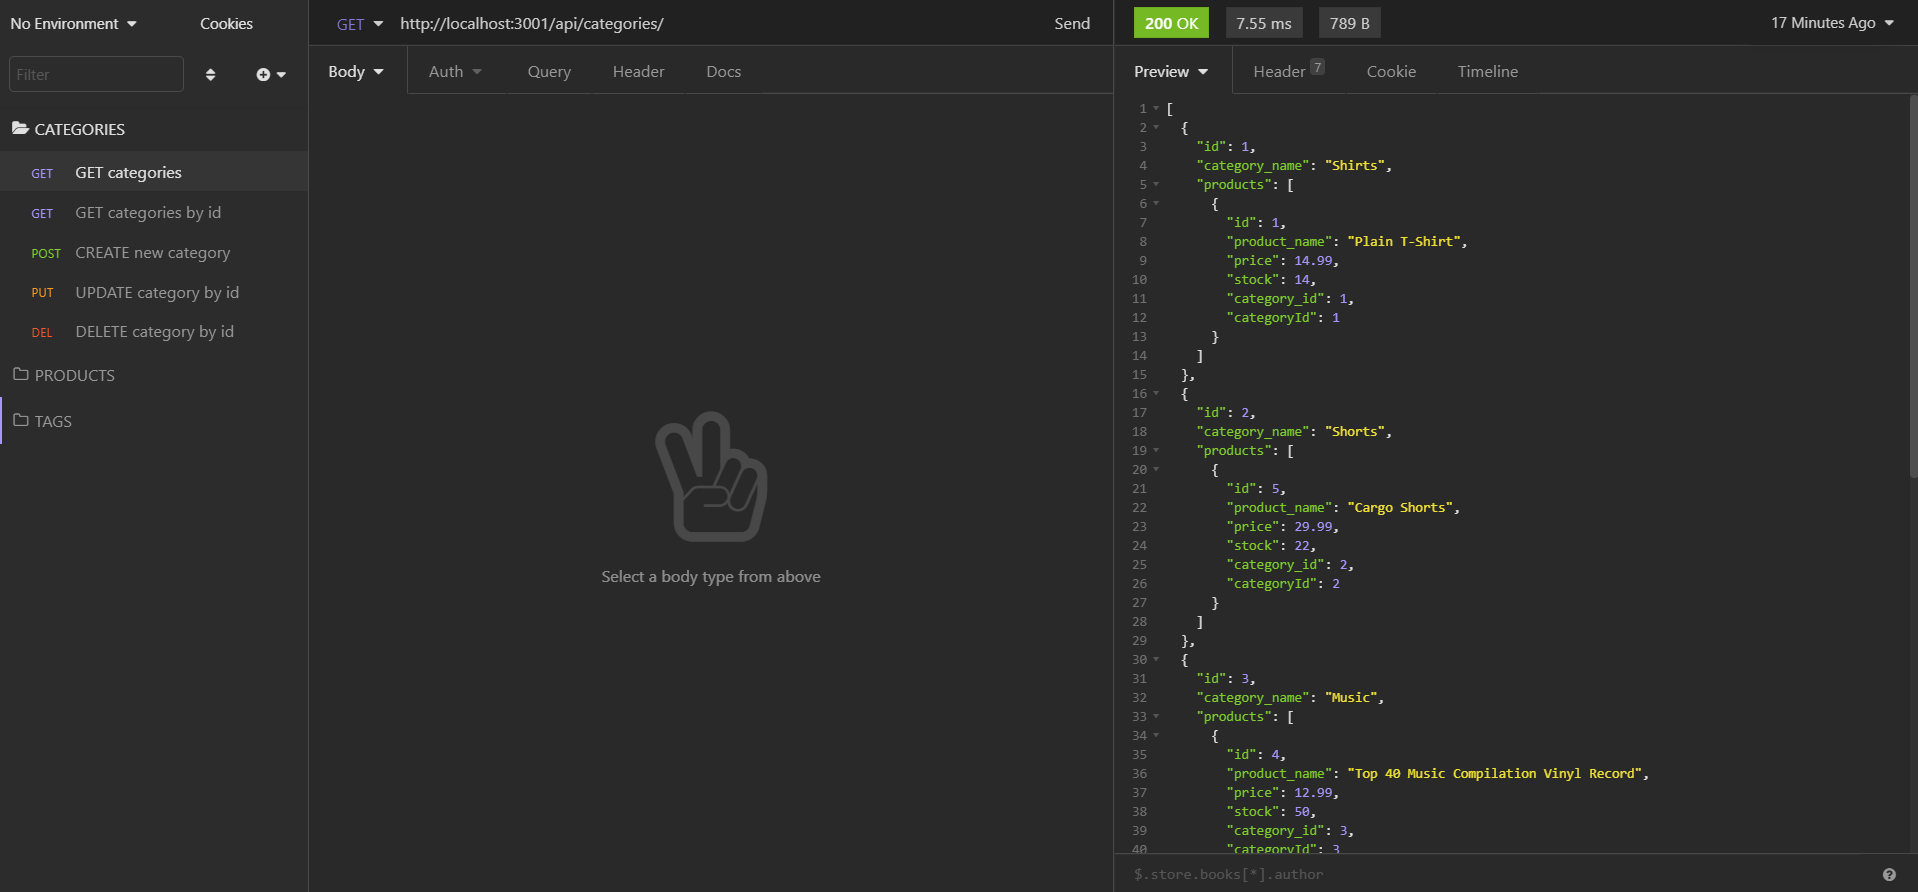 No Environment
Cookies
Filter
CATEGORIES
GET GET categories
GET GET categories by id
POST CREATE new category
PUT UPDATE category by id
DEL DELETE category by id
PRODUCTS
TAGS
GET http://localhost:3001/api/categories/ Send
Body Auth Query Header Docs
Select a body type from above
200 OK 7.55 ms 789 B 17 Minutes Ago
Preview Header 7 Cookie Timeline
1 [
2 {
3 "id": 1,
4 "category_name": "Shirts",
5 "products": [
6 {
7 "id": 1,
8 "product_name": "Plain T-Shirt",
9 "price": 14.99,
10 "stock": 14,
11 "category_id": 1,
12 "categoryId": 1
13 }
14 ]
15 },
16 {
17 "id": 2,
18 "category_name": "Shorts",
19 "products": [
20 {
21 "id": 5,
22 "product_name": "Cargo Shorts",
23 "price": 29.99,
24 "stock": 22,
25 "category_id": 2,
26 "categoryId": 2
27 }
28 ]
29 },
30 {
31 "id": 3,
32 "category_name": "Music",
33 "products": [
34 {
35 "id": 4,
36 "product_name": "Top 40 Music Compilation Vinyl Record",
37 "price": 12.99,
38 "stock": 50,
39 "category_id": 3,
40 "categoryId": 3
$.store.books[*].author